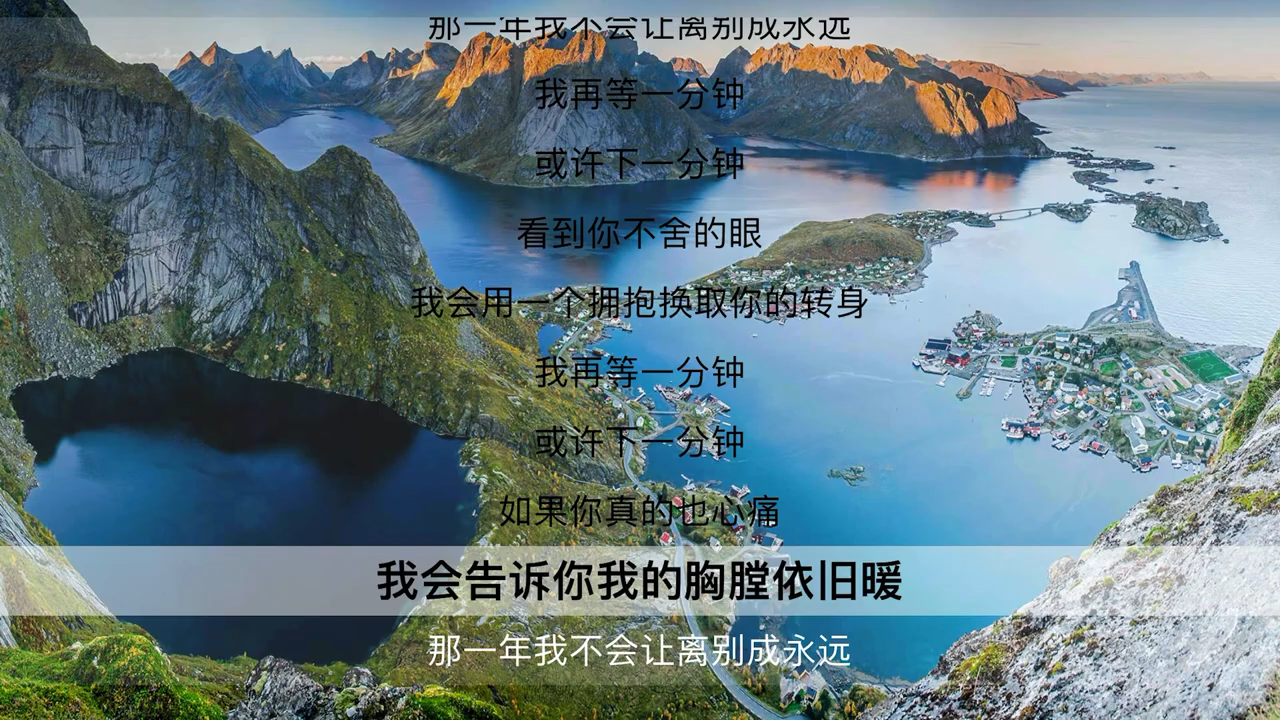 那一年我不会让离别成永远
我再等一分钟
或许下一分钟
看到你不舍的眼
我会用一个拥抱换取你的转身
我再等一分钟
或许下一分钟
如果你真的也心痛
我会告诉你我的胸膛依旧暖
那一年我不会让离别成永远